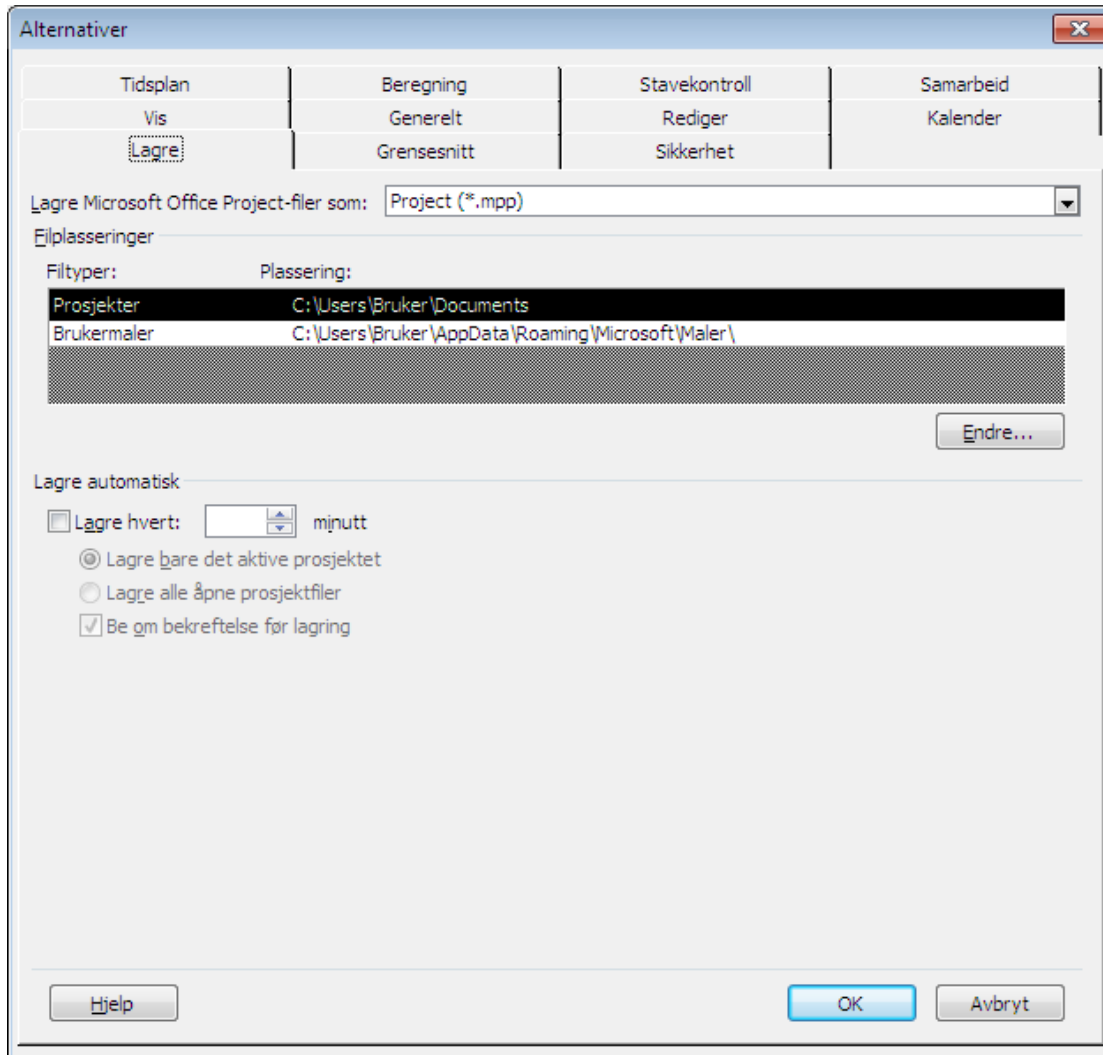 Alternativer
Tidsplan Beregning Stavekontroll Samarbeid
Vis Generelt Rediger Kalender
Lagre Grensesnitt Sikkerhet
Lagre Microsoft Office Project-filer som: Project (*.mpp)
Filplasseringer
Filtyper: Plassering:
Prosjekter C:\Users\Bruker\Documents
Brukermaler C:\Users\Bruker\AppData\Roaming\Microsoft\Maler\
Endre...
Lagre automatisk
Lagre hvert: minutt
Lagre bare det aktive prosjektet
Lagre alle åpne prosjektfiler
Be om bekreftelse før lagring
Hjelp OK Avbryt